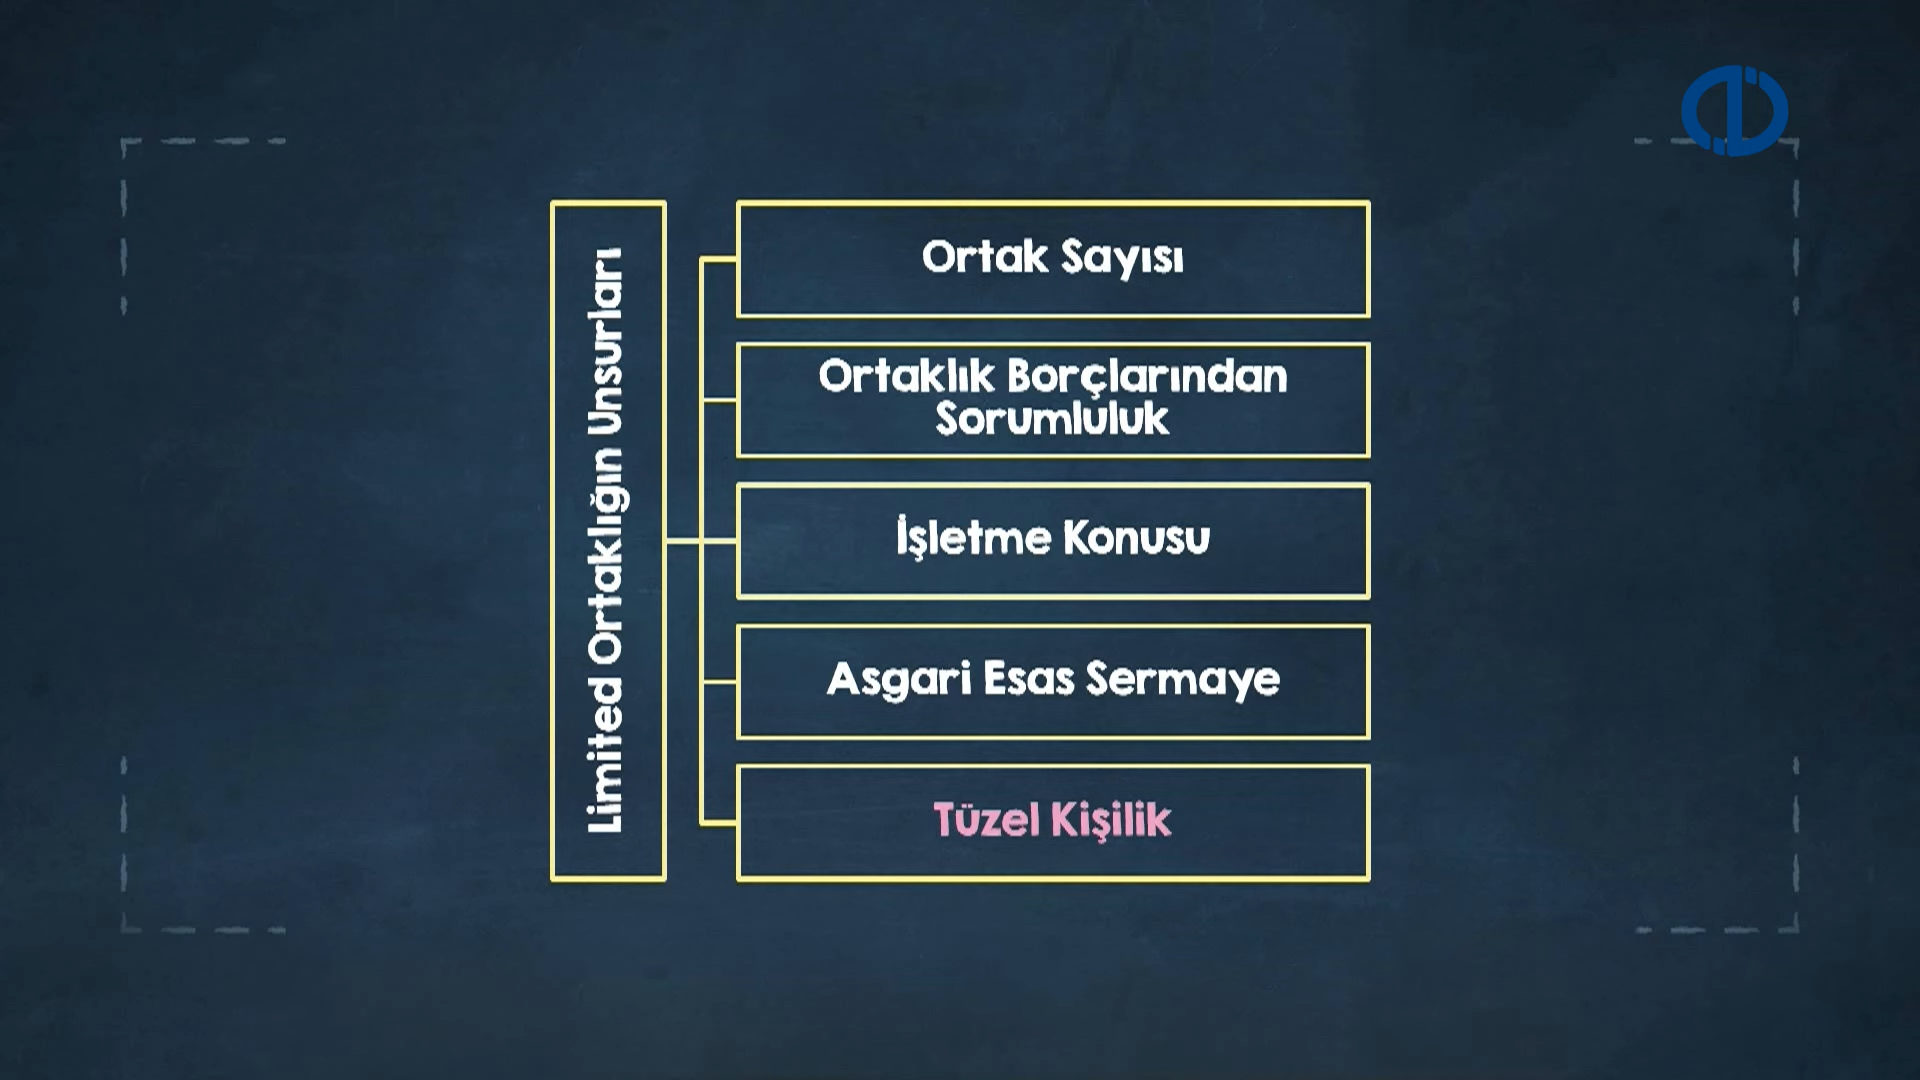 Limited Ortaklığın Unsurları
Ortak Sayısı
Ortaklık Borçlarından
Sorumluluk
İşletme Konusu
Asgari Esas Sermaye
Tüzel Kişilik